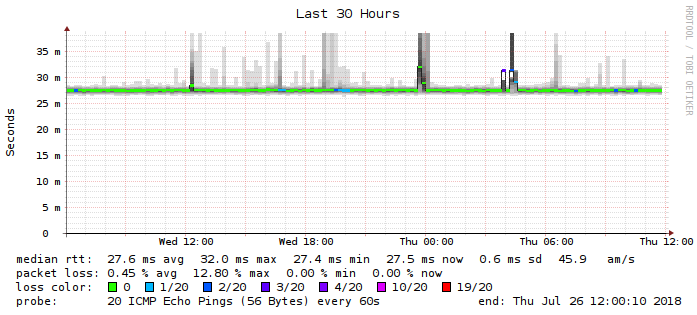 Last 30 Hours
RRDTOOL / TOBI OETIKER
Seconds
35 m
30 m
25 m
20 m
15 m
10 m
5 m
0
Wed 12:00 Wed 18:00 Thu 00:00 Thu 06:00 Thu 12:00
median rtt: 27.6 ms avg 32.0 ms max 27.4 ms min 27.5 ms now 0.6 ms sd 45.9 am/s
packet loss: 0.45 % avg 12.80 % max 0.00 % min 0.00 % now
loss color: 0 1/20 2/20 3/20 4/20 10/20 19/20
probe: 20 ICMP Echo Pings (56 Bytes) every 60s end: Thu Jul 26 12:00:10 2018